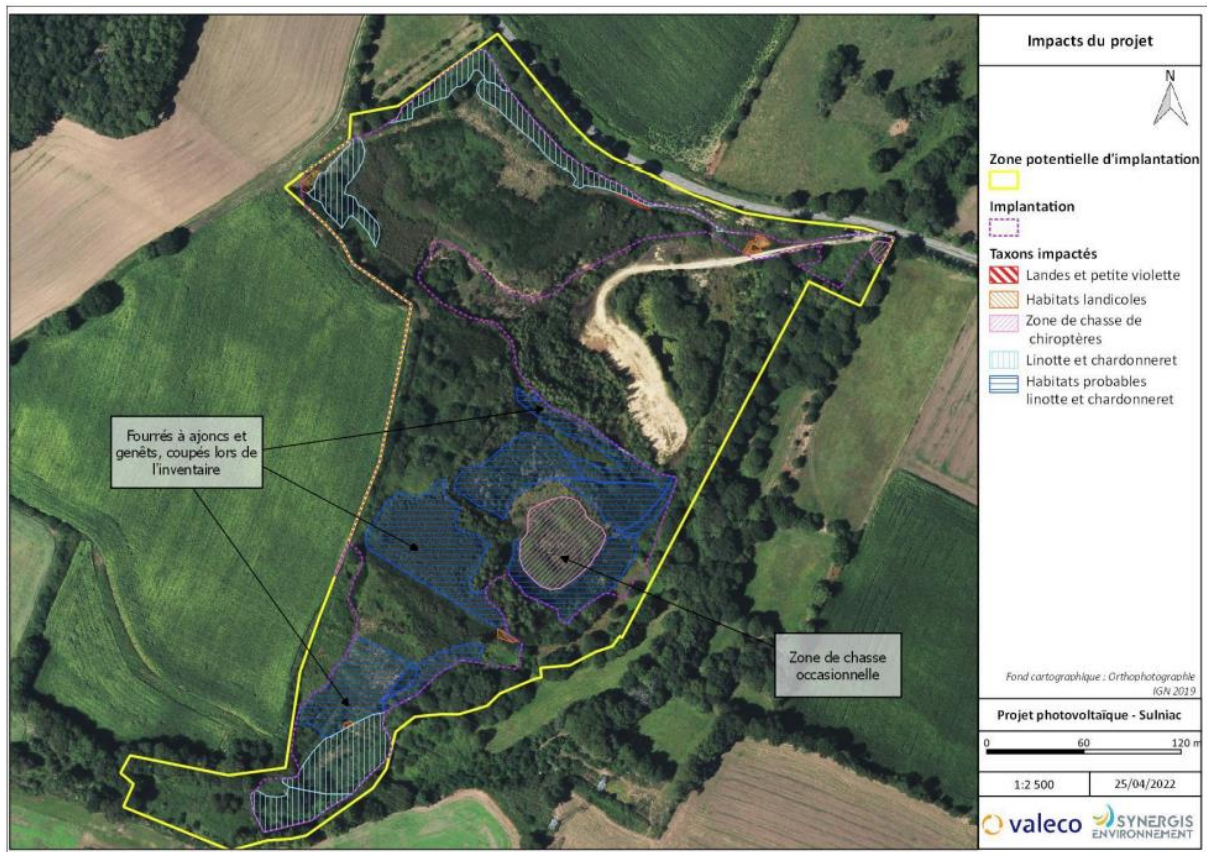 Impacts du projet
N
Zone potentielle d'implantation
Implantation
Taxons impactés
Landes et petite violette
Habitats landicoles
Zone de chasse de
chiroptères
Linotte et chardonneret
Habitats probables
linotte et chardonneret
Fourrés à ajoncs et
genêts, coupés lors de
l'inventaire
Zone de chasse
occasionnelle
Fond cartographique : Orthophotographie
IGN 2019
Projet photovoltaïque - Sulniac
0 60 120 m
1:2 500 25/04/2022
valeco SYNERGIS
ENVIRONNEMENT